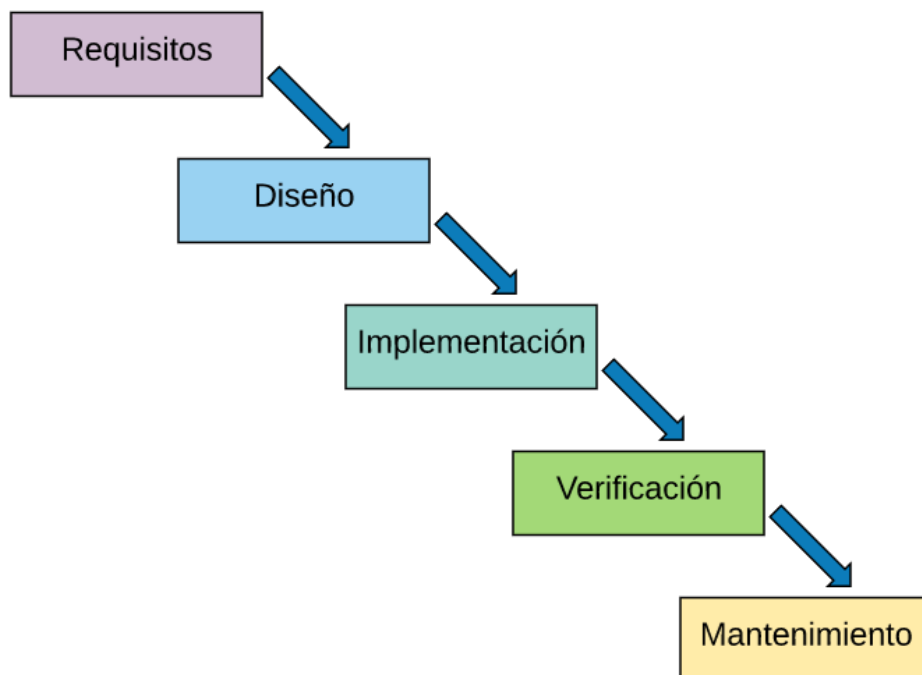 Requisitos
Diseño
Implementación
Verificación
Mantenimiento